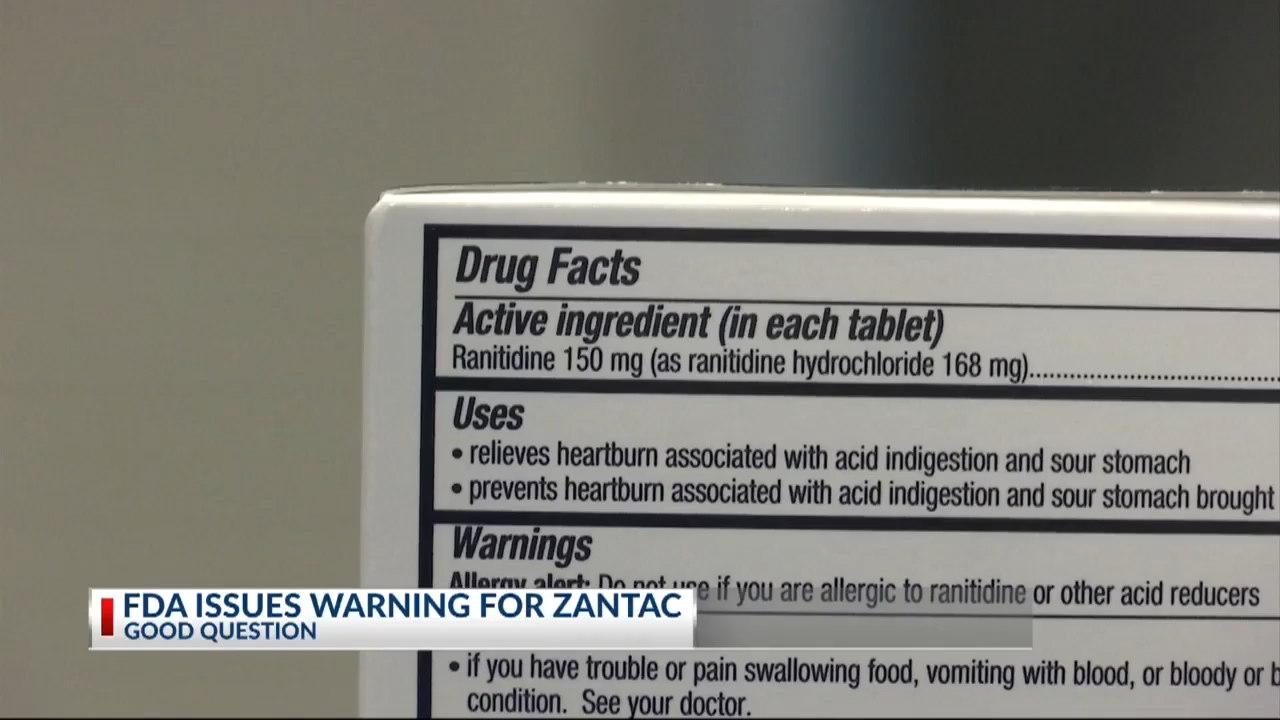 Drug Facts
Active ingredient (in each tablet)
Ranitidine 150 mg (as ranitidine hydrochloride 168 mg)..............................
Uses
• relieves heartburn associated with acid indigestion and sour stomach
• prevents heartburn associated with acid indigestion and sour stomach brought
Warnings
Allergy alert: Do not use if you are allergic to ranitidine or other acid reducers
FDA ISSUES WARNING FOR ZANTAC
GOOD QUESTION
• if you have trouble or pain swallowing food, vomiting with blood, or bloody or
condition. See your doctor.